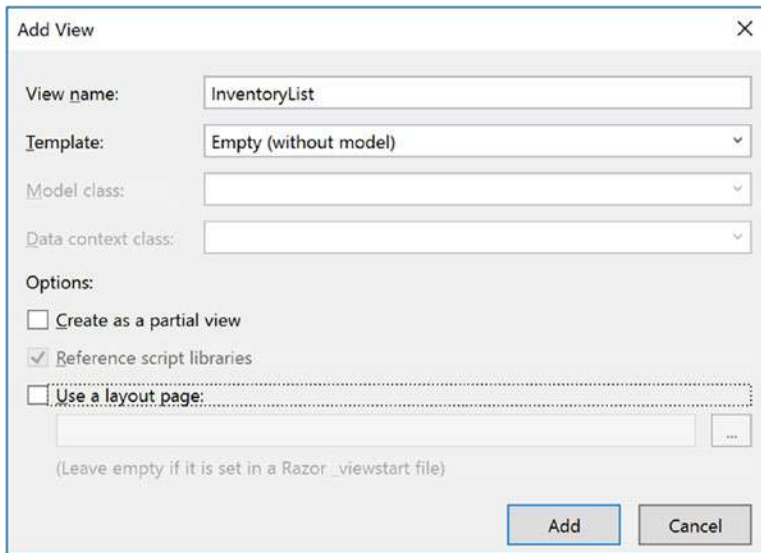 Add View
View name: InventoryList
Template: Empty (without model)
Model class:
Data context class:
Options:
Create as a partial view
Reference script libraries
Use a layout page:
...
(Leave empty if it is set in a Razor _viewstart file)
Add Cancel